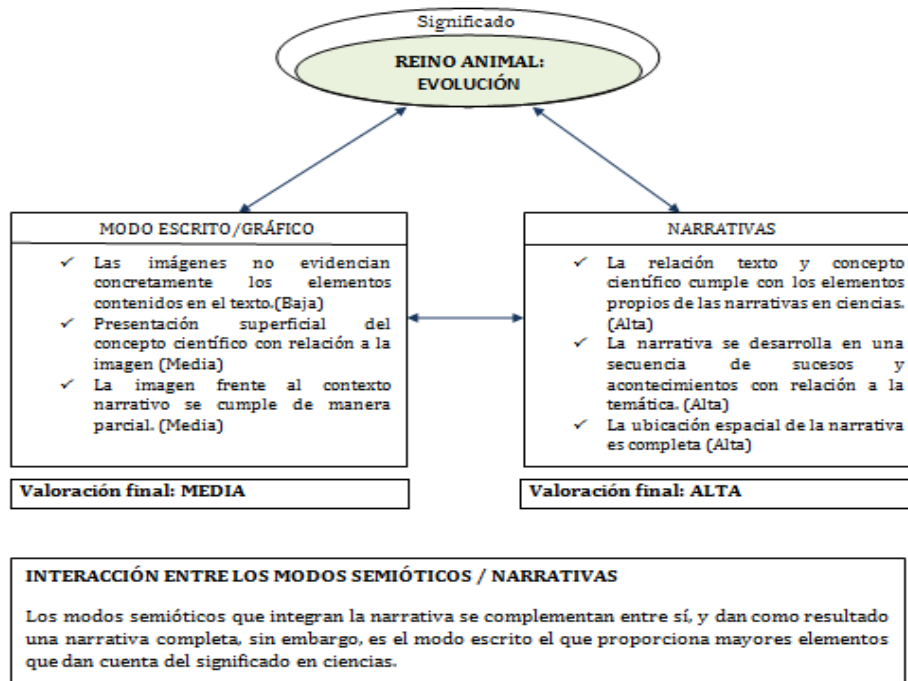 Significado
REINO ANIMAL:
EVOLUCIÓN
MODO ESCRITO/GRÁFICO
✓ Las imágenes no evidencian
concretamente los elementos
contenidos en el texto.(Baja)
✓ Presentación superficial del
concepto científico con relación a la
imagen (Media)
✓ La imagen frente al contexto
narrativo se cumple de manera
parcial. (Media)
Valoración final: MEDIA
NARRATIVAS
✓ La relación texto y concepto
científico cumple con los elementos
propios de las narrativas en ciencias.
(Alta)
✓ La narrativa se desarrolla en una
secuencia de sucesos y
acontecimientos con relación a la
temática. (Alta)
✓ La ubicación espacial de la narrativa
es completa (Alta)
Valoración final: ALTA
INTERACCIÓN ENTRE LOS MODOS SEMIÓTICOS / NARRATIVAS
Los modos semióticos que integran la narrativa se complementan entre sí, y dan como resultado
una narrativa completa, sin embargo, es el modo escrito el que proporciona mayores elementos
que dan cuenta del significado en ciencias.